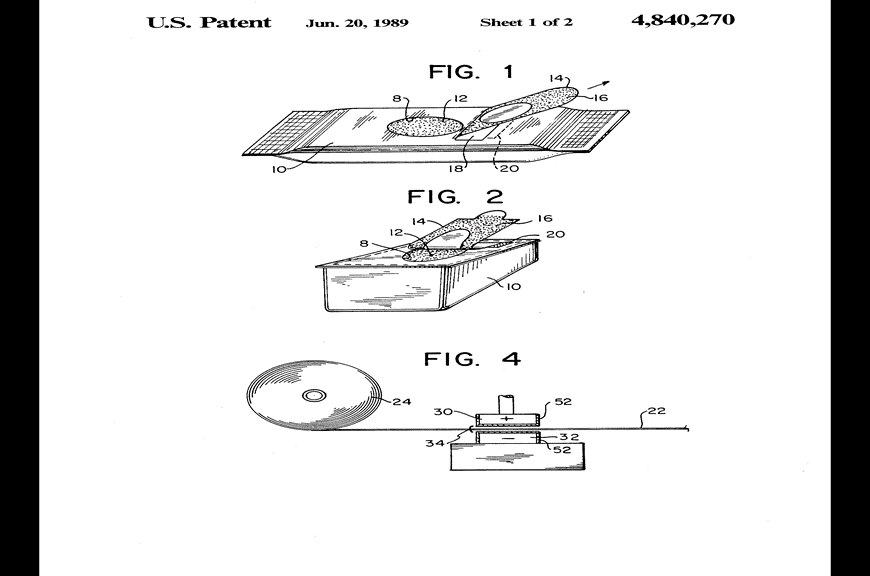 U.S. Patent Jun. 20, 1989 Sheet 1 of 2 4,840,270
FIG. 1
14
8 12 16
10 18 20
FIG. 2
14 16
12
8 20
10
FIG. 4
24 30 52 22
+
34 − 32
52